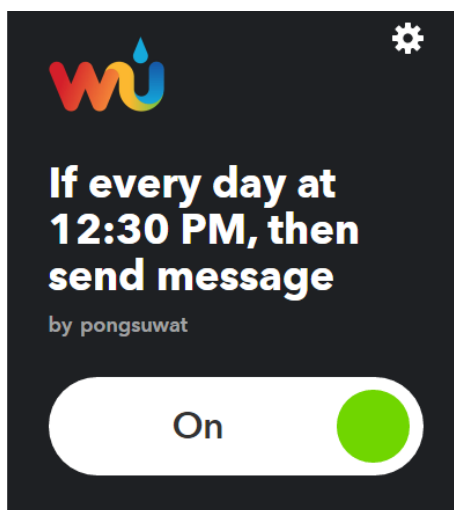 wu
If every day at
12:30 PM, then
send message
by pongsuwat
On